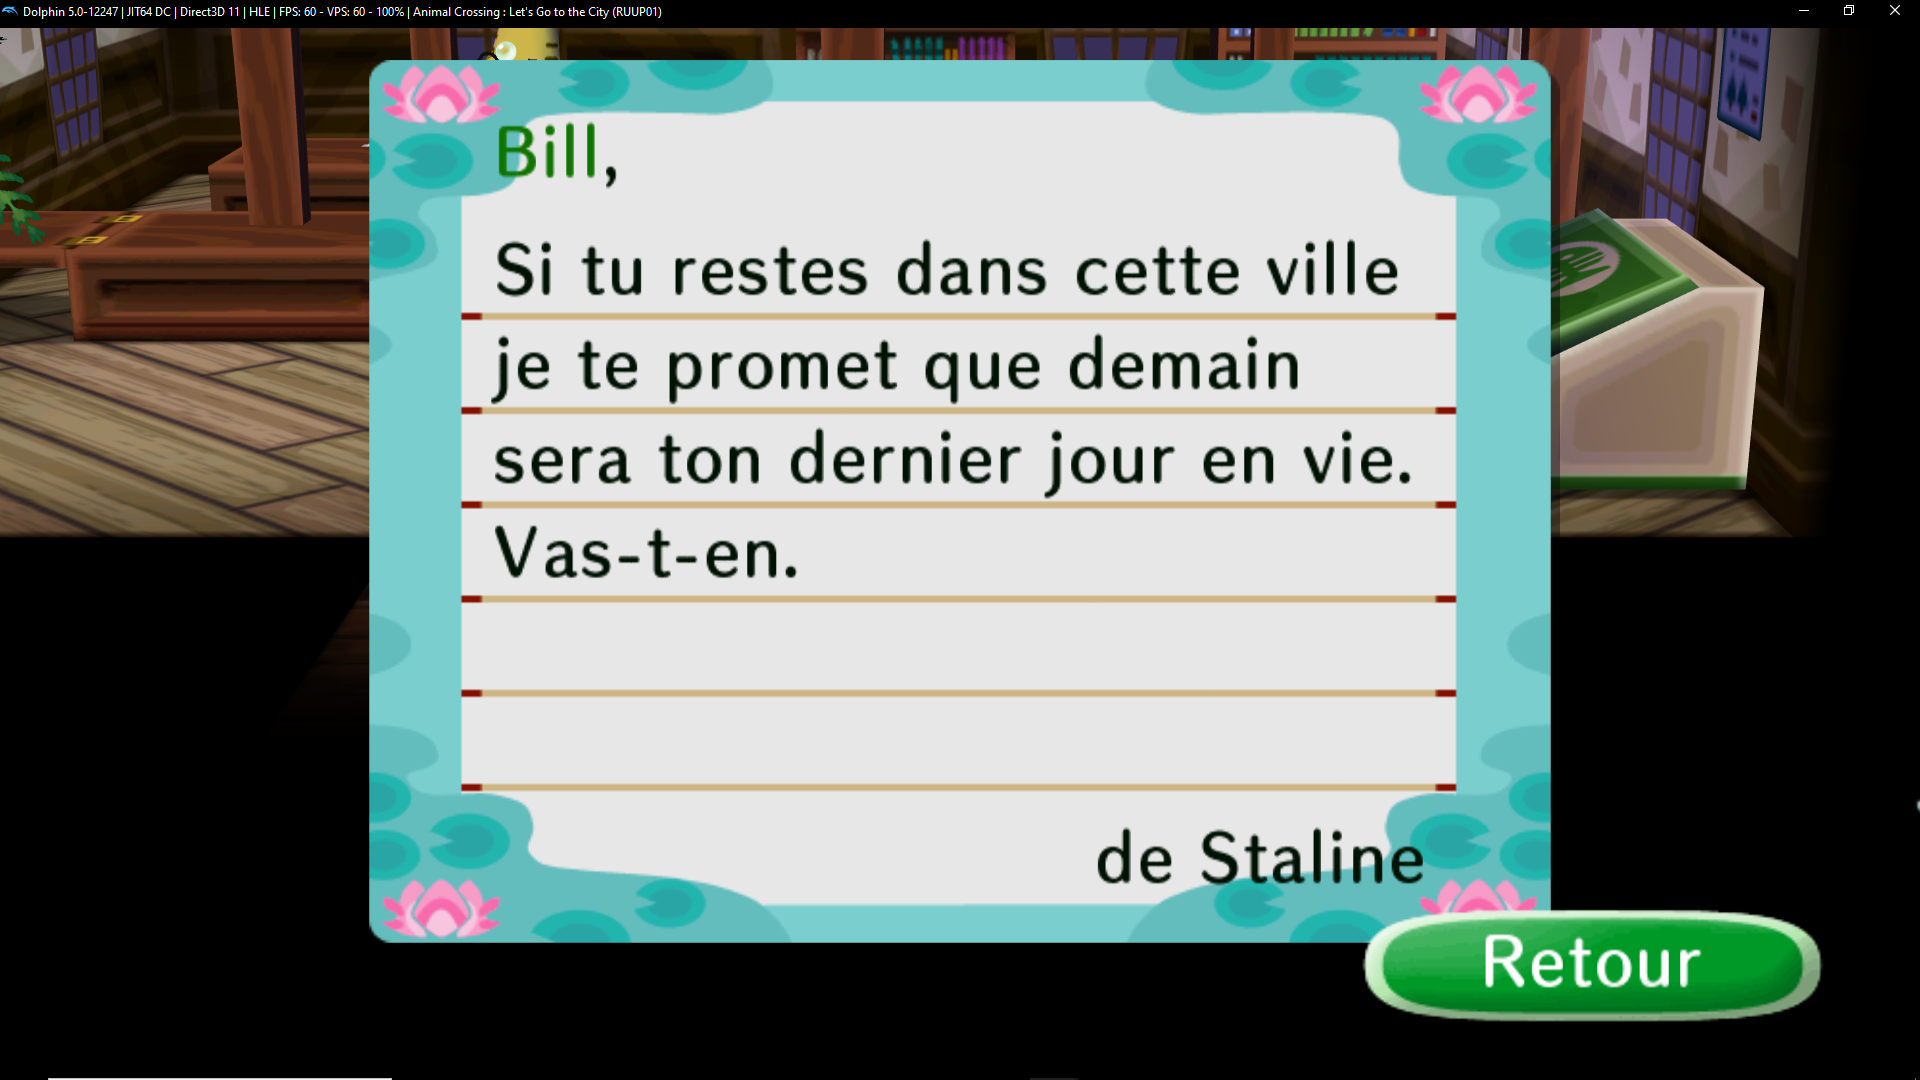 Dolphin 5.0-12247 | JIT64 DC | Direct3D 11 | HLE | FPS: 60 - VPS: 60 - 100% | Animal Crossing : Let's Go to the City (RUUP01)
Bill,
Si tu restes dans cette ville
je te promet que demain
sera ton dernier jour en vie.
Vas-t-en.
de Staline
Retour